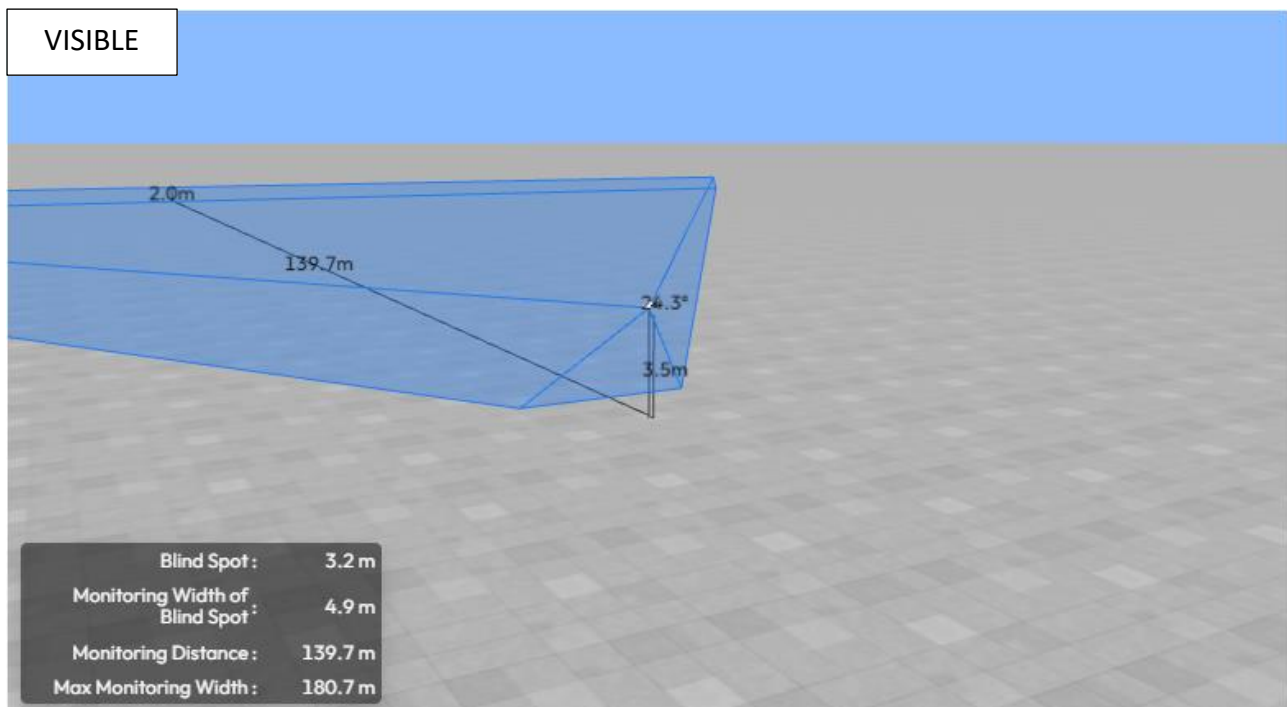 VISIBLE
2.0m
139.7m
24.3°
3.5m
Blind Spot : 3.2 m
Monitoring Width of
Blind Spot : 4.9 m
Monitoring Distance : 139.7 m
Max Monitoring Width : 180.7 m